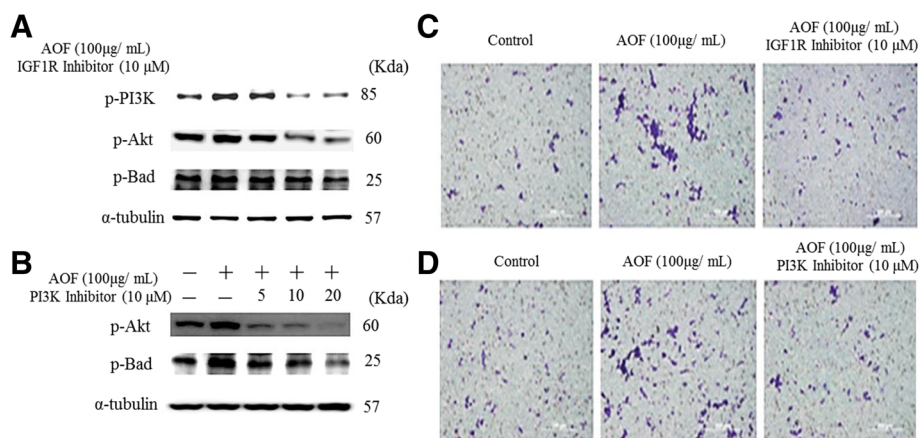 A
AOF (100μg/ mL)
IGF1R Inhibitor (10 μM)
(Kda)
p-PI3K 85
p-Akt 60
p-Bad 25
α-tubulin 57
B
AOF (100μg/ mL) − + + + +
PI3K Inhibitor (10 μM) − − 5 10 20 (Kda)
p-Akt 60
p-Bad 25
α-tubulin 57
C
Control
AOF (100μg/ mL)
AOF (100μg/ mL)
IGF1R Inhibitor (10 μM)
D
Control
AOF (100μg/ mL)
AOF (100μg/ mL)
PI3K Inhibitor (10 μM)